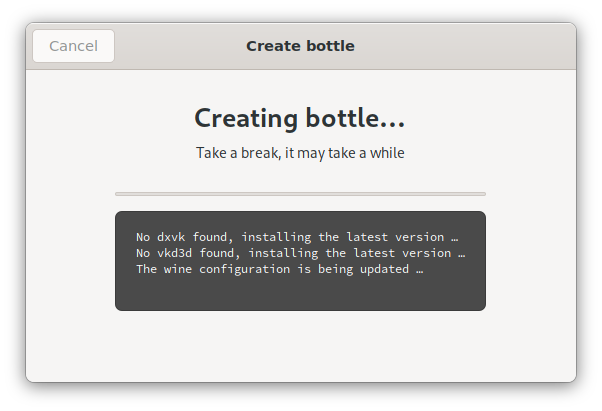 Cancel
Create bottle
Creating bottle…
Take a break, it may take a while
No dxvk found, installing the latest version …
No vkd3d found, installing the latest version …
The wine configuration is being updated …